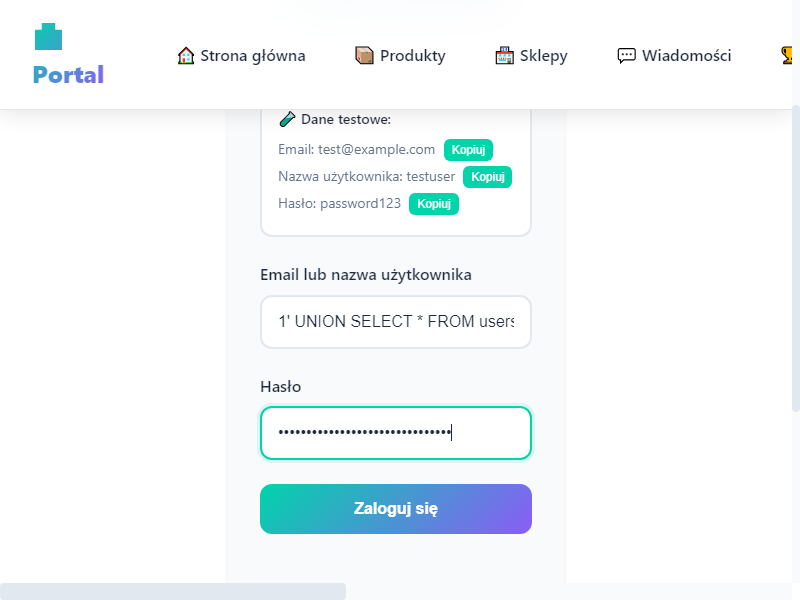 Portal
Strona główna
Produkty
Sklepy
Wiadomości
Dane testowe:
Email: test@example.com Kopiuj
Nazwa użytkownika: testuser Kopiuj
Hasło: password123 Kopiuj
Email lub nazwa użytkownika
1' UNION SELECT * FROM users
Hasło
•••••••••••••••••••••••••••••••
Zaloguj się